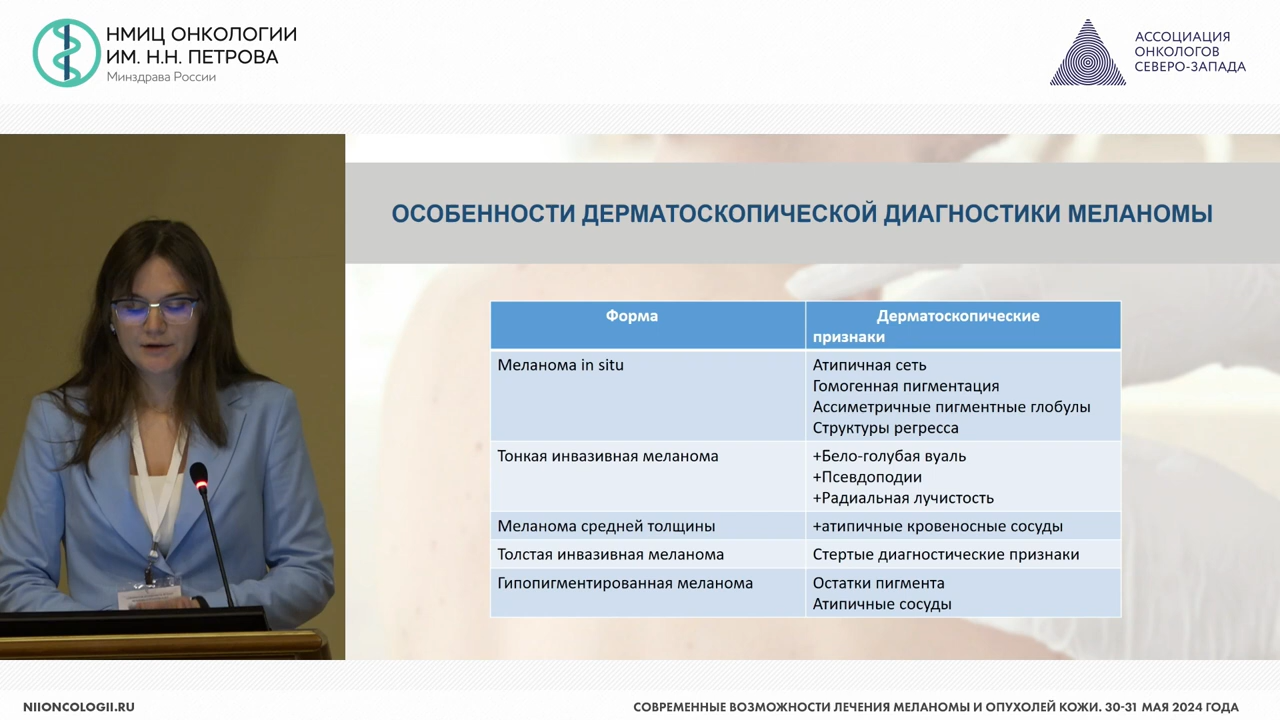 НМИЦ ОНКОЛОГИИ
ИМ. Н.Н. ПЕТРОВА
Минздрава России
АССОЦИАЦИЯ
ОНКОЛОГОВ
СЕВЕРО-ЗАПАДА
ОСОБЕННОСТИ ДЕРМАТОСКОПИЧЕСКОЙ ДИАГНОСТИКИ МЕЛАНОМЫ
Форма
Дерматоскопические
признаки
Меланома in situ
Атипичная сеть
Гомогенная пигментация
Ассиметричные пигментные глобулы
Структуры регресса
Тонкая инвазивная меланома
+Бело-голубая вуаль
+Псевдоподии
+Радиальная лучистость
Меланома средней толщины
+атипичные кровеносные сосуды
Толстая инвазивная меланома
Стертые диагностические признаки
Гипопигментированная меланома
Остатки пигмента
Атипичные сосуды
NIIONCOLOGII.RU
СОВРЕМЕННЫЕ ВОЗМОЖНОСТИ ЛЕЧЕНИЯ МЕЛАНОМЫ И ОПУХОЛЕЙ КОЖИ. 30-31 МАЯ 2024 ГОДА